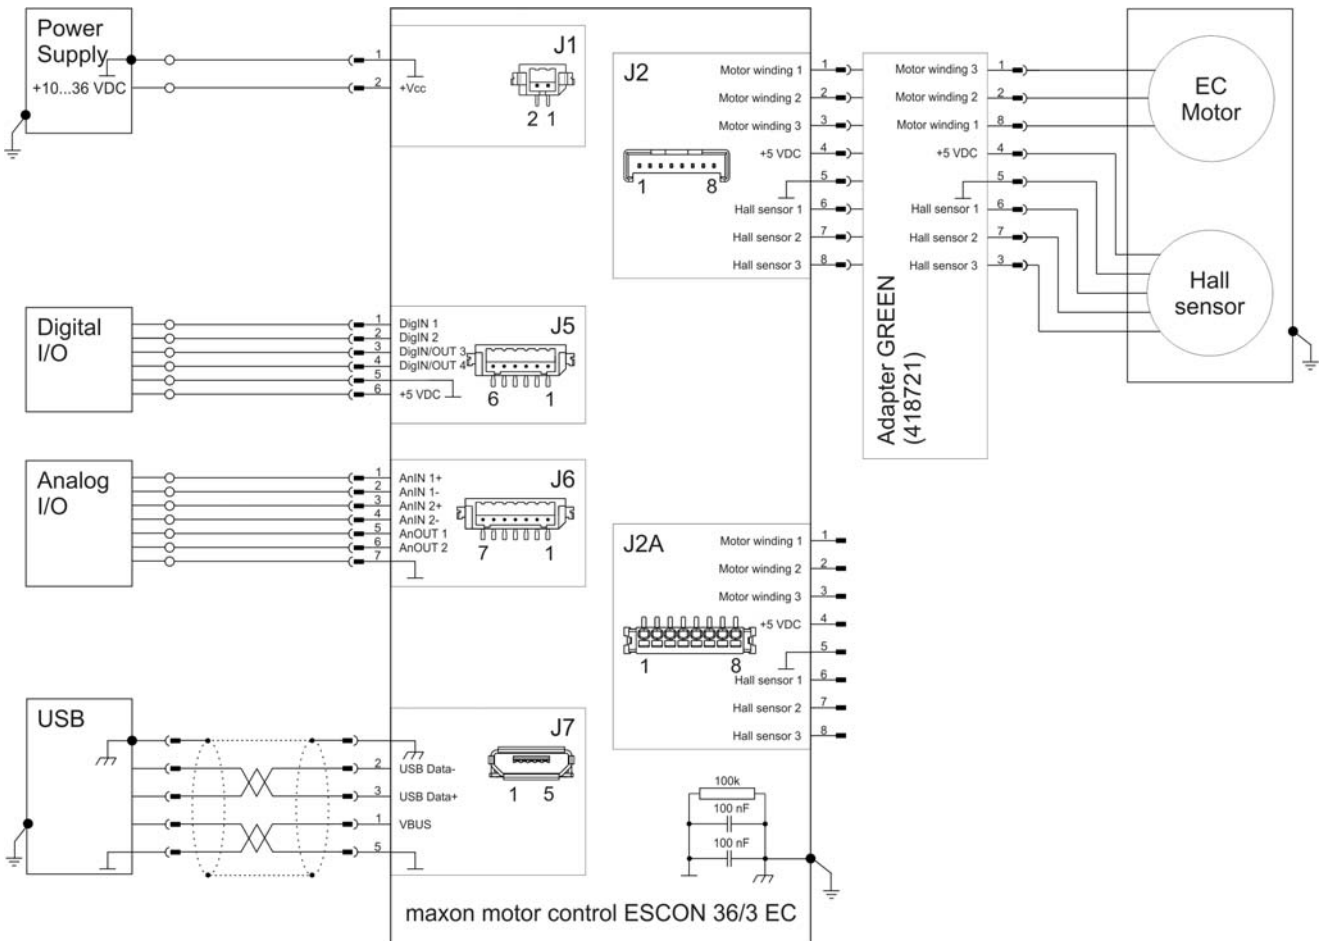 Power
Supply
+10...36 VDC
1
2
+Vcc
J1
2 1
J2
Motor winding 1
1
Motor winding 2
2
Motor winding 3
3
+5 VDC
4
5
Hall sensor 1
6
Hall sensor 2
7
Hall sensor 3
8
1
8
Adapter GREEN
(418721)
Motor winding 3
1
Motor winding 2
2
Motor winding 1
8
+5 VDC
4
5
Hall sensor 1
6
Hall sensor 2
7
Hall sensor 3
3
EC
Motor
Hall
sensor
Digital
I/O
1
DigIN 1
2
DigIN 2
3
DigIN/OUT 3
4
DigIN/OUT 4
5
6
+5 VDC
J5
6
1
Analog
I/O
1
AnIN 1+
2
AnIN 1-
3
AnIN 2+
4
AnIN 2-
5
AnOUT 1
6
AnOUT 2
7
J6
7
1
J2A
Motor winding 1
1
Motor winding 2
2
Motor winding 3
3
+5 VDC
4
5
Hall sensor 1
6
Hall sensor 2
7
Hall sensor 3
8
1
8
USB
2
USB Data-
3
USB Data+
1
VBUS
5
J7
1
5
100k
100 nF
100 nF
maxon motor control ESCON 36/3 EC